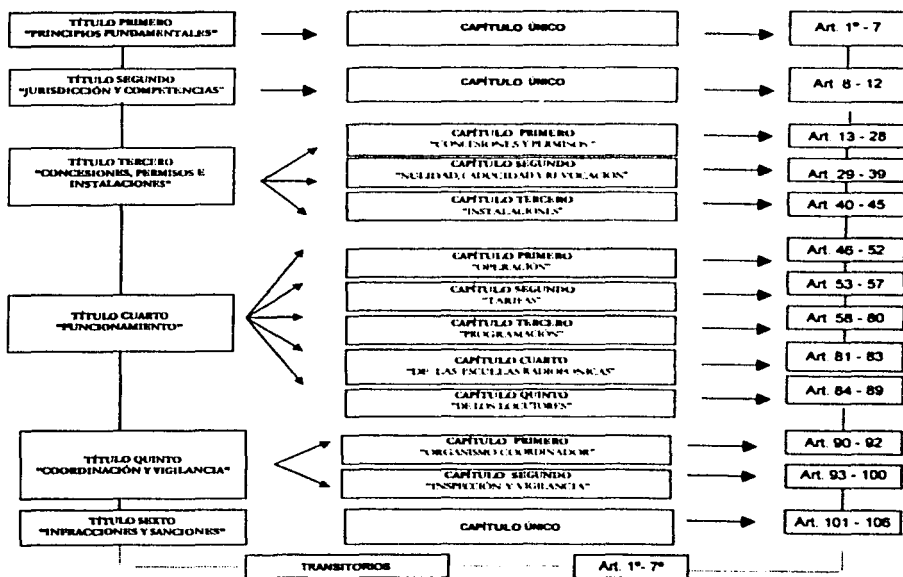 TÍTULO PRIMERO
"PRINCIPIOS FUNDAMENTALES"
CAPÍTULO ÚNICO
Art. 1º - 7
TÍTULO SEGUNDO
"JURISDICCIÓN Y COMPETENCIAS"
CAPÍTULO ÚNICO
Art. 8 - 12
TÍTULO TERCERO
"CONCESIONES, PERMISOS E
INSTALACIONES"
CAPÍTULO PRIMERO
"CONCESIONES Y PERMISOS"
Art. 13 - 28
CAPÍTULO SEGUNDO
"NULIDAD, CADUCIDAD Y REVOCACIÓN"
Art. 29 - 39
CAPÍTULO TERCERO
"INSTALACIONES"
Art. 40 - 45
TÍTULO CUARTO
"FUNCIONAMIENTO"
CAPÍTULO PRIMERO
"OPERACIÓN"
Art. 46 - 52
CAPÍTULO SEGUNDO
"TARIFAS"
Art. 53 - 57
CAPÍTULO TERCERO
"PROGRAMACIÓN"
Art. 58 - 80
CAPÍTULO CUARTO
"DE LAS ESCUELAS RADIOFÓNICAS"
Art. 81 - 83
CAPÍTULO QUINTO
"DE LOS LOCUTORES"
Art. 84 - 89
TÍTULO QUINTO
"COORDINACIÓN Y VIGILANCIA"
CAPÍTULO PRIMERO
"ORGANISMO COORDINADOR"
Art. 90 - 92
CAPÍTULO SEGUNDO
"INSPECCIÓN Y VIGILANCIA"
Art. 93 - 100
TÍTULO SEXTO
"INFRACCIONES Y SANCIONES"
CAPÍTULO ÚNICO
Art. 101 - 106
TRANSITORIOS
Art. 1º- 7º